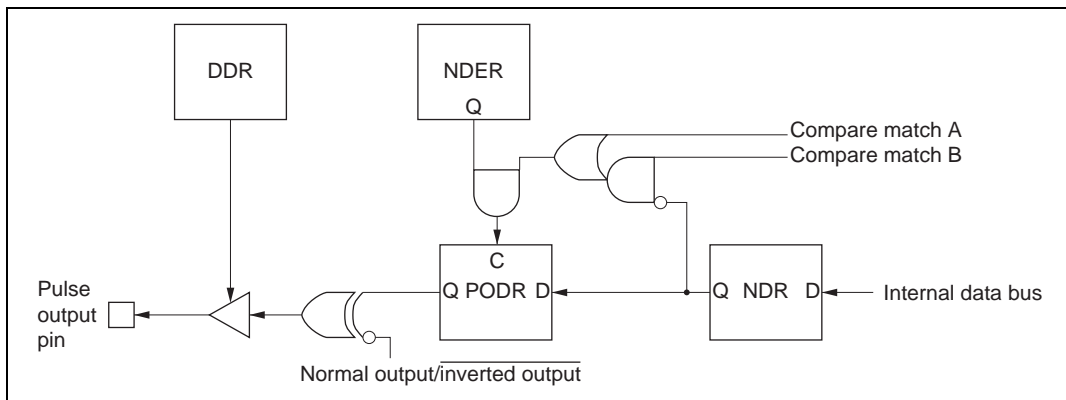 DDR
NDER
Q
Compare match A
Compare match B
C
Q PODR D
Q NDR D
Internal data bus
Pulse
output
pin
Normal output/inverted output